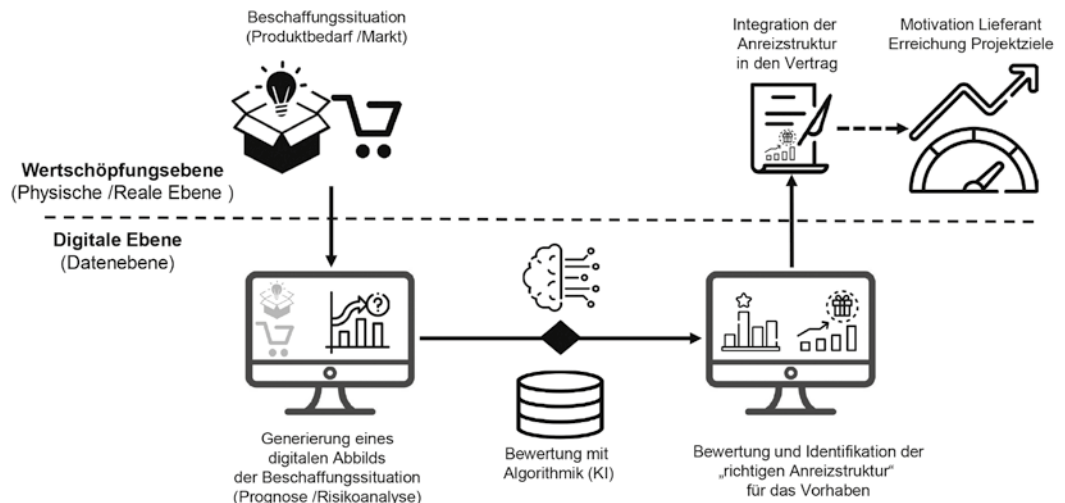 Beschaffungssituation
(Produktbedarf /Markt)
Integration der
Anreizstruktur
in den Vertrag
Motivation Lieferant
Erreichung Projektziele
Wertschöpfungsebene
(Physische /Reale Ebene )
Digitale Ebene
(Datenebene)
?
Generierung eines
digitalen Abbilds
der Beschaffungssituation
(Prognose /Risikoanalyse)
Bewertung mit
Algorithmik (KI)
Bewertung und Identifikation der
„richtigen Anreizstruktur“
für das Vorhaben